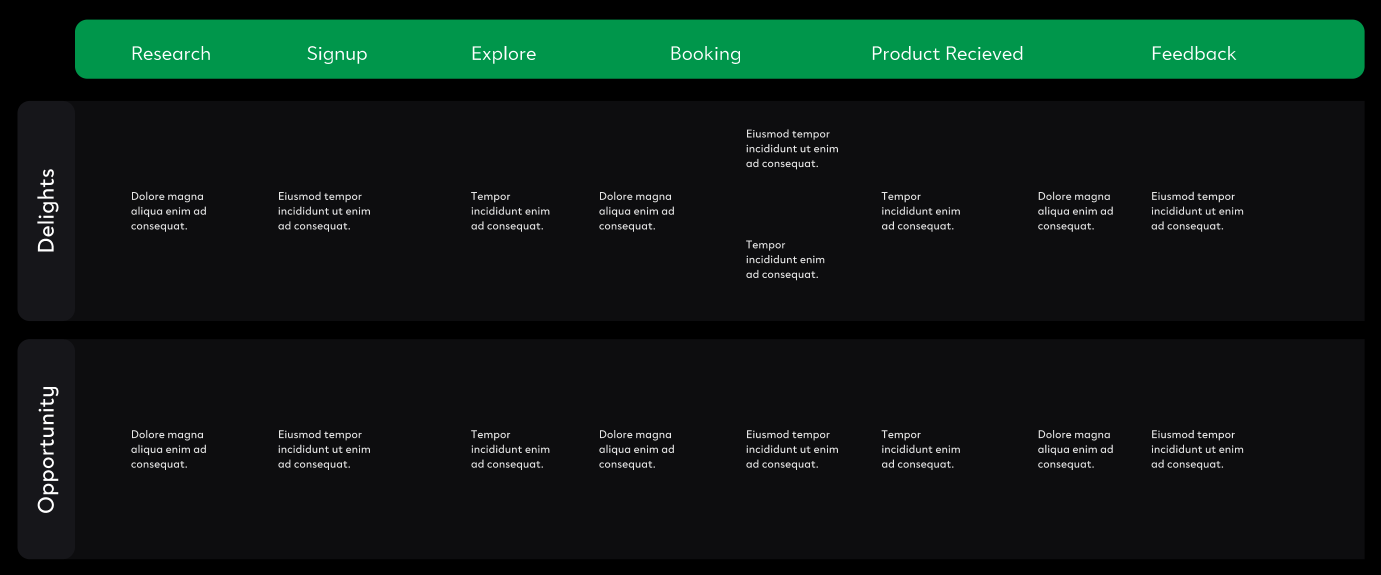 Research Signup Explore Booking Product Recieved Feedback
Delights
Dolore magna
aliqua enim ad
consequat.
Eiusmod tempor
incididunt ut enim
ad consequat.
Tempor
incididunt enim
ad consequat.
Dolore magna
aliqua enim ad
consequat.
Eiusmod tempor
incididunt ut enim
ad consequat.
Tempor
incididunt enim
ad consequat.
Tempor
incididunt enim
ad consequat.
Dolore magna
aliqua enim ad
consequat.
Eiusmod tempor
incididunt ut enim
ad consequat.
Opportunity
Dolore magna
aliqua enim ad
consequat.
Eiusmod tempor
incididunt ut enim
ad consequat.
Tempor
incididunt enim
ad consequat.
Dolore magna
aliqua enim ad
consequat.
Eiusmod tempor
incididunt ut enim
ad consequat.
Tempor
incididunt enim
ad consequat.
Dolore magna
aliqua enim ad
consequat.
Eiusmod tempor
incididunt ut enim
ad consequat.